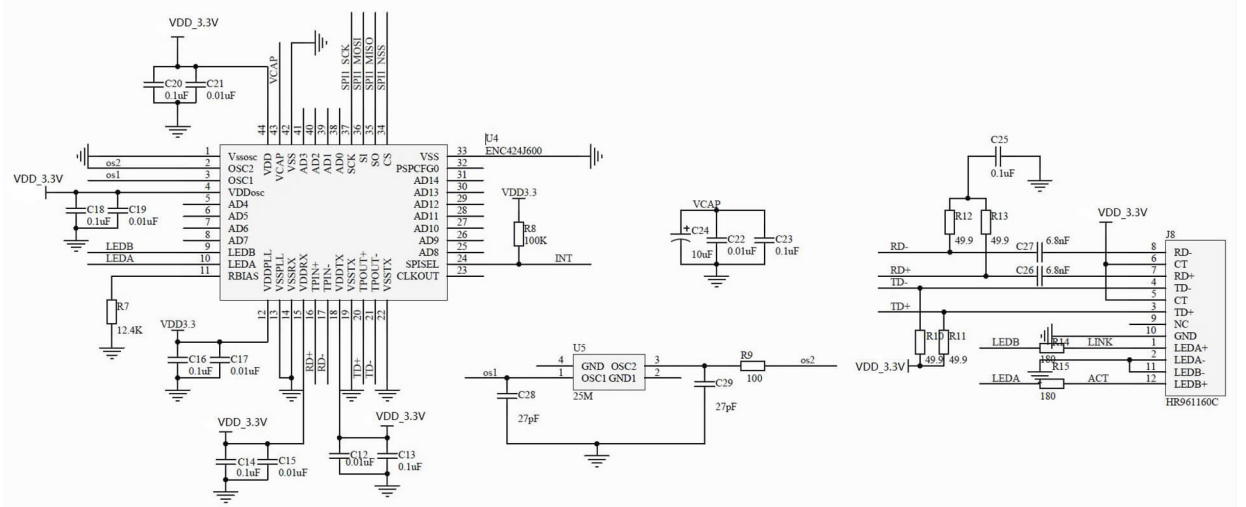 VDD_3.3V
C20
0.1uF
C21
0.01uF
VCAP
SPI1_SCK
SPI1_MOSI
SPI1_MISO
SPI1_NSS
44
43
42
41
40
39
38
37
36
35
34
VDD
VCAP
VSS
AD3
AD2
AD1
AD0
SCK
SI
SO
CS
U4
ENC424J600
os2
os1
VDD_3.3V
C18
0.1uF
C19
0.01uF
LEDB
LEDA
R7
12.4K
1 Vssosc
2 OSC2
3 OSC1
4 VDDosc
5 AD4
6 AD5
7 AD6
8 AD7
9 LEDB
10 LEDA
11 RBIAS
VSS 33
PSPCFG0 32
AD14 31
AD13 30
AD12 29
AD11 28
AD10 27
AD9 26
AD8 25
SPISEL 24
CLKOUT 23
VDD3.3
R8
100K
INT
VDDPLL
VSSPLL
VSSRX
VDDRX
TPIN+
TPIN-
VDDTX
VSSTX
TPOUT+
TPOUT-
VSSTX
12
13
14
15
16
17
18
19
20
21
22
RD+
RD-
TD+
TD-
VDD3.3
C16
0.1uF
C17
0.01uF
VDD_3.3V
C14
0.1uF
C15
0.01uF
VDD_3.3V
C12
0.01uF
C13
0.1uF
VCAP
C24
10uF
C22
0.01uF
C23
0.1uF
U5
4 GND OSC2 3
1 OSC1 GND1 2
25M
os1
C28
27pF
C29
27pF
R9
100
os2
C25
0.1uF
R12
49.9
R13
49.9
VDD_3.3V
RD-
RD+
TD-
TD+
C27
6.8nF
C26
6.8nF
R10
49.9
R11
49.9
VDD_3.3V
LEDB
R14
180
LINK
LEDA
R15
180
ACT
J8
8 RD-
6 CT
7 RD+
4 TD-
5 CT
3 TD+
9 NC
10 GND
1 LEDA+
2 LEDA-
11 LEDB-
12 LEDB+
HR961160C